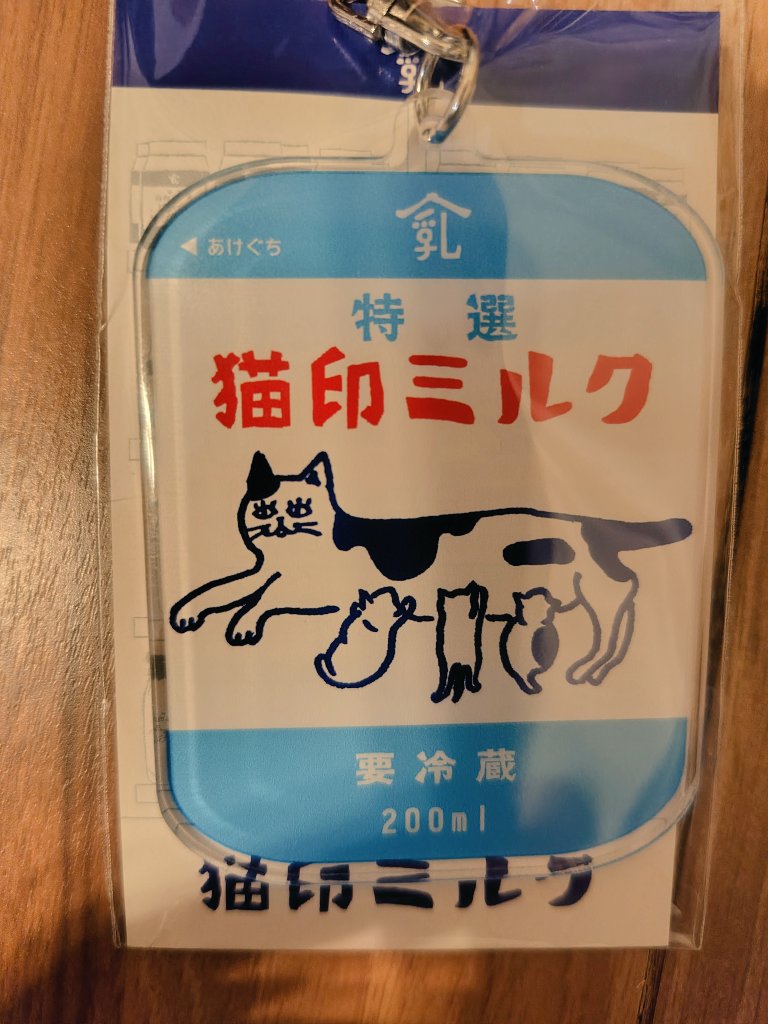 乳
◀ あけぐち
特選
猫印ミルク
要冷蔵
200ml
猫印ミルク